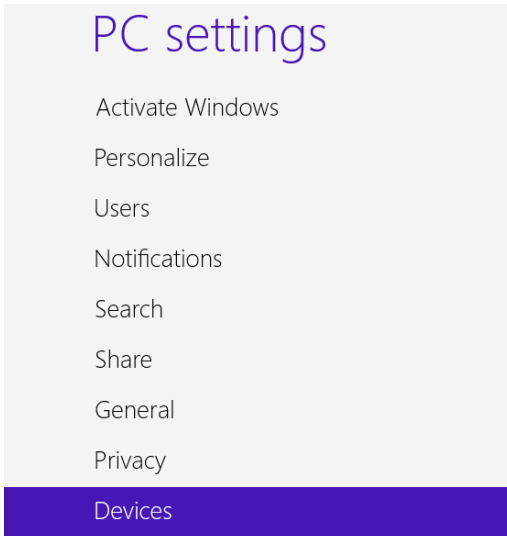 PC settings
Activate Windows
Personalize
Users
Notifications
Search
Share
General
Privacy
Devices